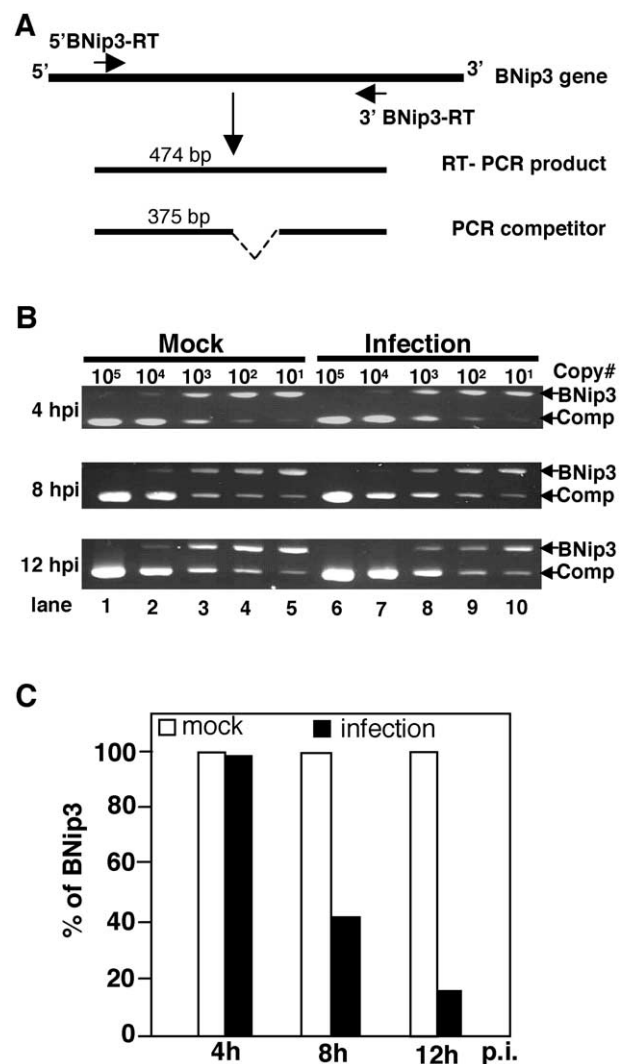 A
5'BNip3-RT
5' 3' BNip3 gene
3' BNip3-RT
474 bp RT- PCR product
375 bp PCR competitor
B
Mock Infection
10⁵ 10⁴ 10³ 10² 10¹ 10⁵ 10⁴ 10³ 10² 10¹ Copy#
4 hpi BNip3
Comp
8 hpi BNip3
Comp
12 hpi BNip3
Comp
lane 1 2 3 4 5 6 7 8 9 10
C
mock infection
% of BNip3
100
80
60
40
20
0
4h 8h 12h p.i.